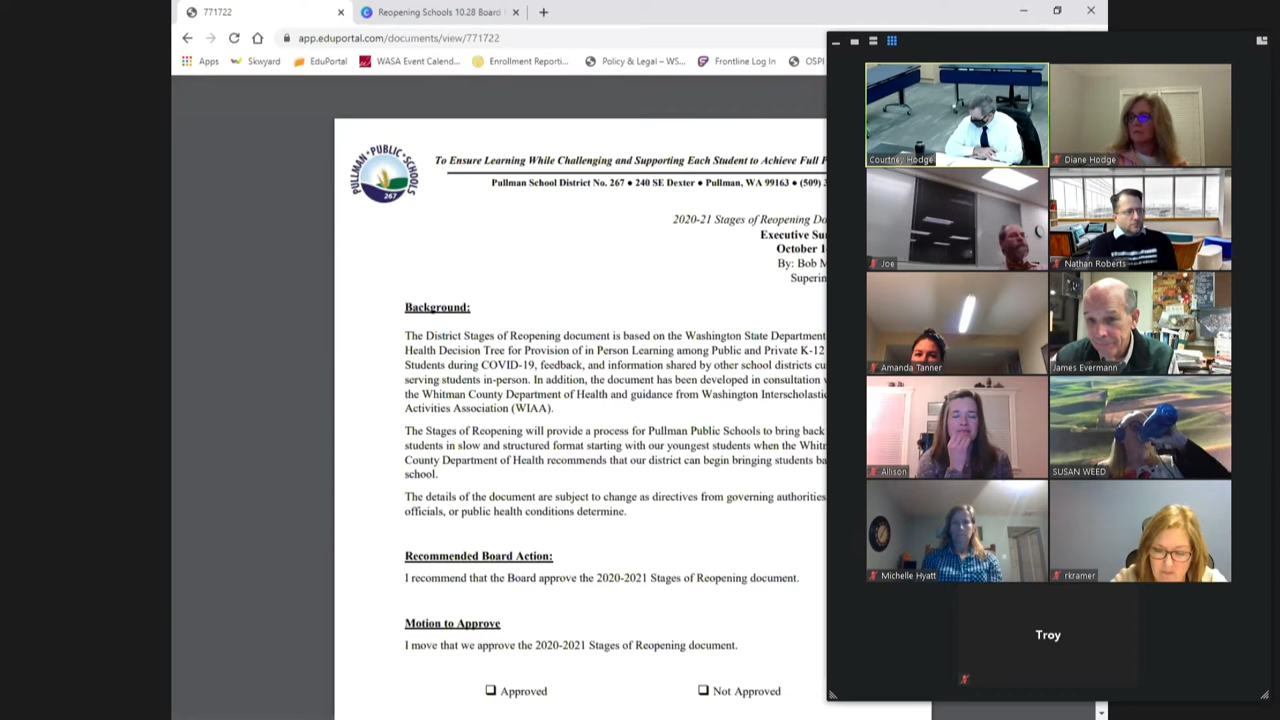 771722
Reopening Schools 10.28 Board
app.eduportal.com/documents/view/771722
Apps
Skyward
EduPortal
WASA Event Calend...
Enrollment Reporti...
Policy & Legal – WS...
Frontline Log In
OSPI
PULLMAN·PUBLIC·SCHOOLS
267
To Ensure Learning While Challenging and Supporting Each Student to Achieve Full
Pullman School District No. 267 ● 240 SE Dexter ● Pullman, WA 99163 ● (509)
2020-21 Stages of Reopening
Executive
October
By: Bob
Background:
The District Stages of Reopening document is based on the Washington State Department
Health Decision Tree for Provision of in Person Learning among Public and Private K-12
Students during COVID-19, feedback, and information shared by other school districts
serving students in-person. In addition, the document has been developed in consultation
the Whitman County Department of Health and guidance from Washington
Activities Association (WIAA).
The Stages of Reopening will provide a process for Pullman Public Schools to bring back
students in slow and structured format starting with our youngest students when the
County Department of Health recommends that our district can begin bringing students
school.
The details of the document are subject to change as directives from governing authorities
officials, or public health conditions determine.
Recommended Board Action:
I recommend that the Board approve the 2020-2021 Stages of Reopening document.
Motion to Approve
I move that we approve the 2020-2021 Stages of Reopening document.
Approved Not Approved
Courtney Hodge
Diane Hodge
Joe
Nathan Roberts
Amanda Tanner
James Evermann
Allison
SUSAN WEED
Michelle Hyatt
rkramer
Troy